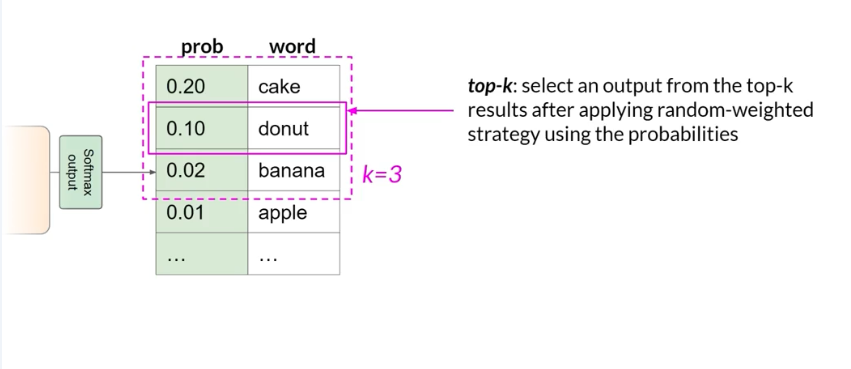 prob word
0.20 cake
0.10 donut
0.02 banana
0.01 apple
... ...
Softmax
output
k=3
top-k: select an output from the top-k
results after applying random-weighted
strategy using the probabilities